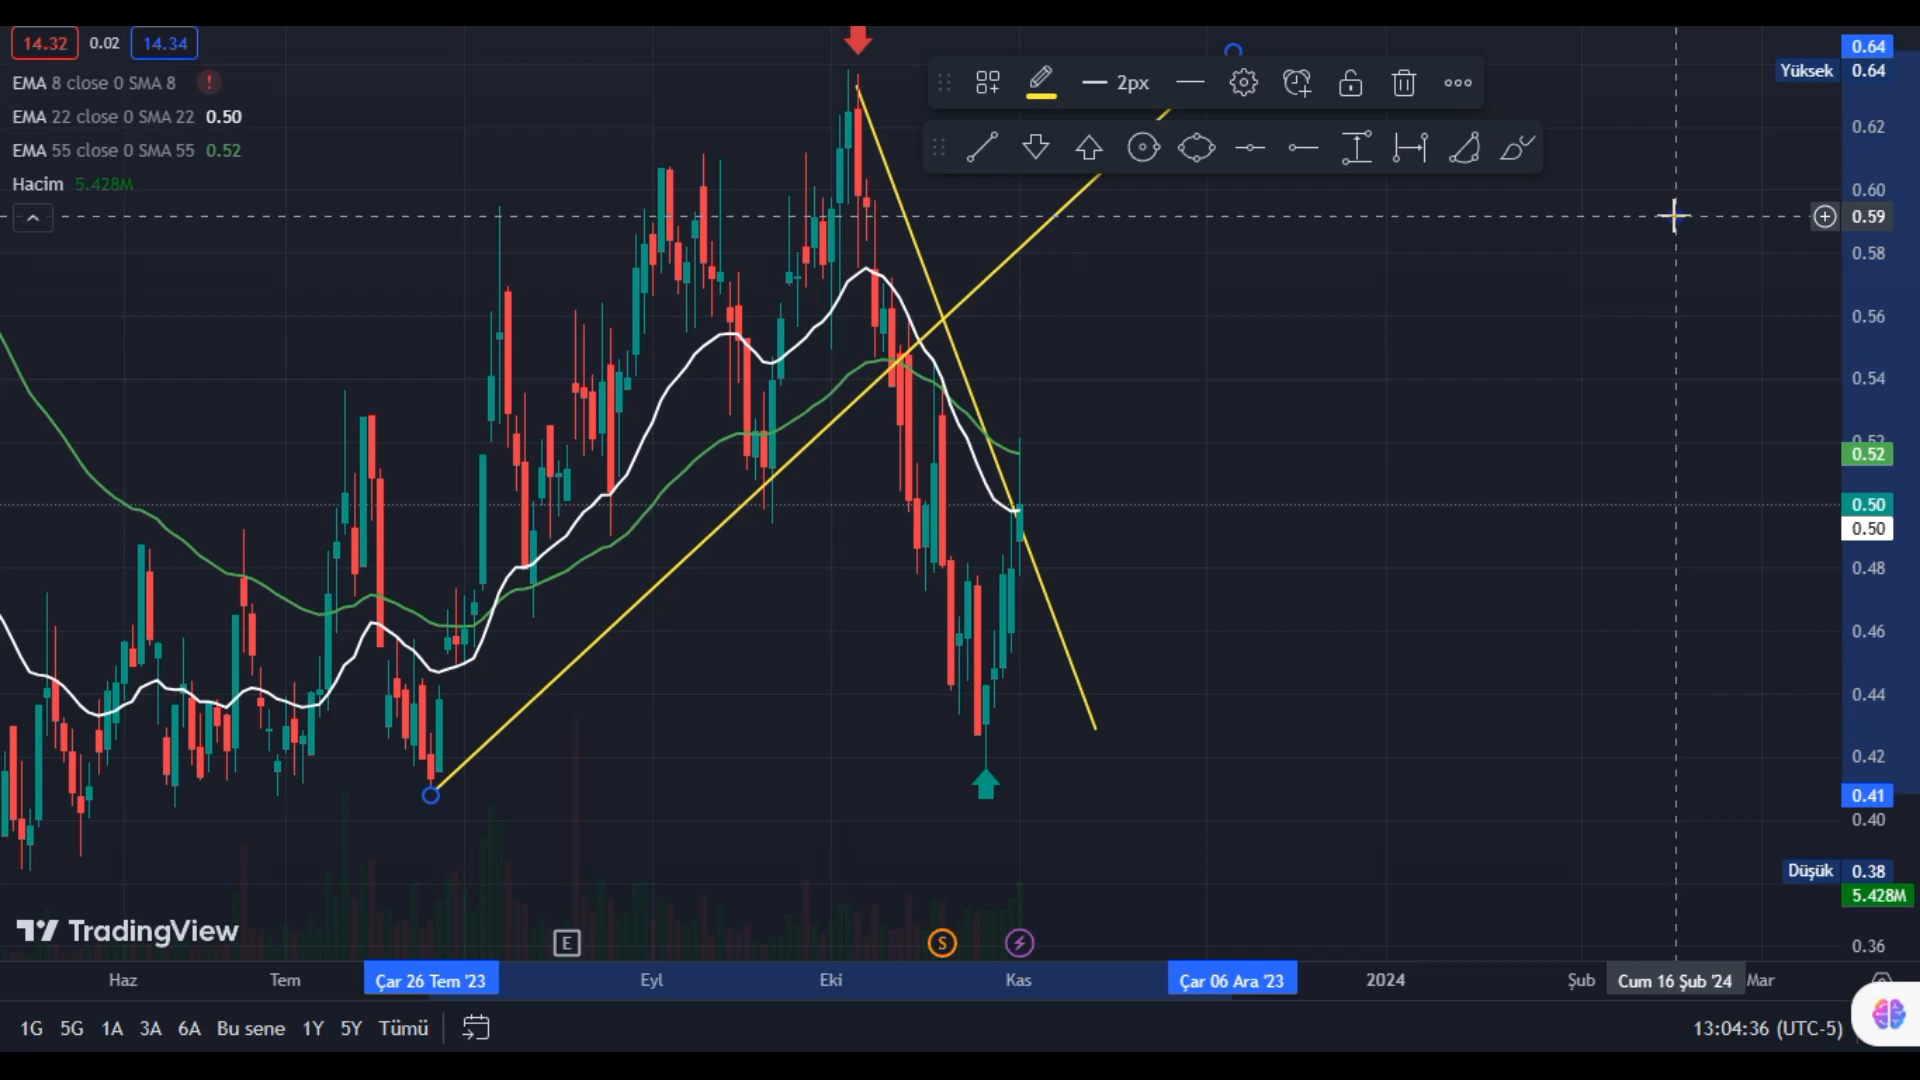 14.32 0.02 14.34
EMA 8 close 0 SMA 8 !
EMA 22 close 0 SMA 22 0.50
EMA 55 close 0 SMA 55 0.52
Hacim 5.428M
2px
0.64
Yüksek 0.64
0.62
0.60
0.59
0.58
0.56
0.54
0.52
0.52
0.50
0.50
0.48
0.46
0.44
0.42
0.41
0.40
Düşük 0.38
5.428M
0.36
TradingView
E S
Haz Tem Çar 26 Tem '23 Eyl Eki Kas Çar 06 Ara '23 2024 Şub Cum 16 Şub '24 Mar
1G 5G 1A 3A 6A Bu sene 1Y 5Y Tümü 13:04:36 (UTC-5)